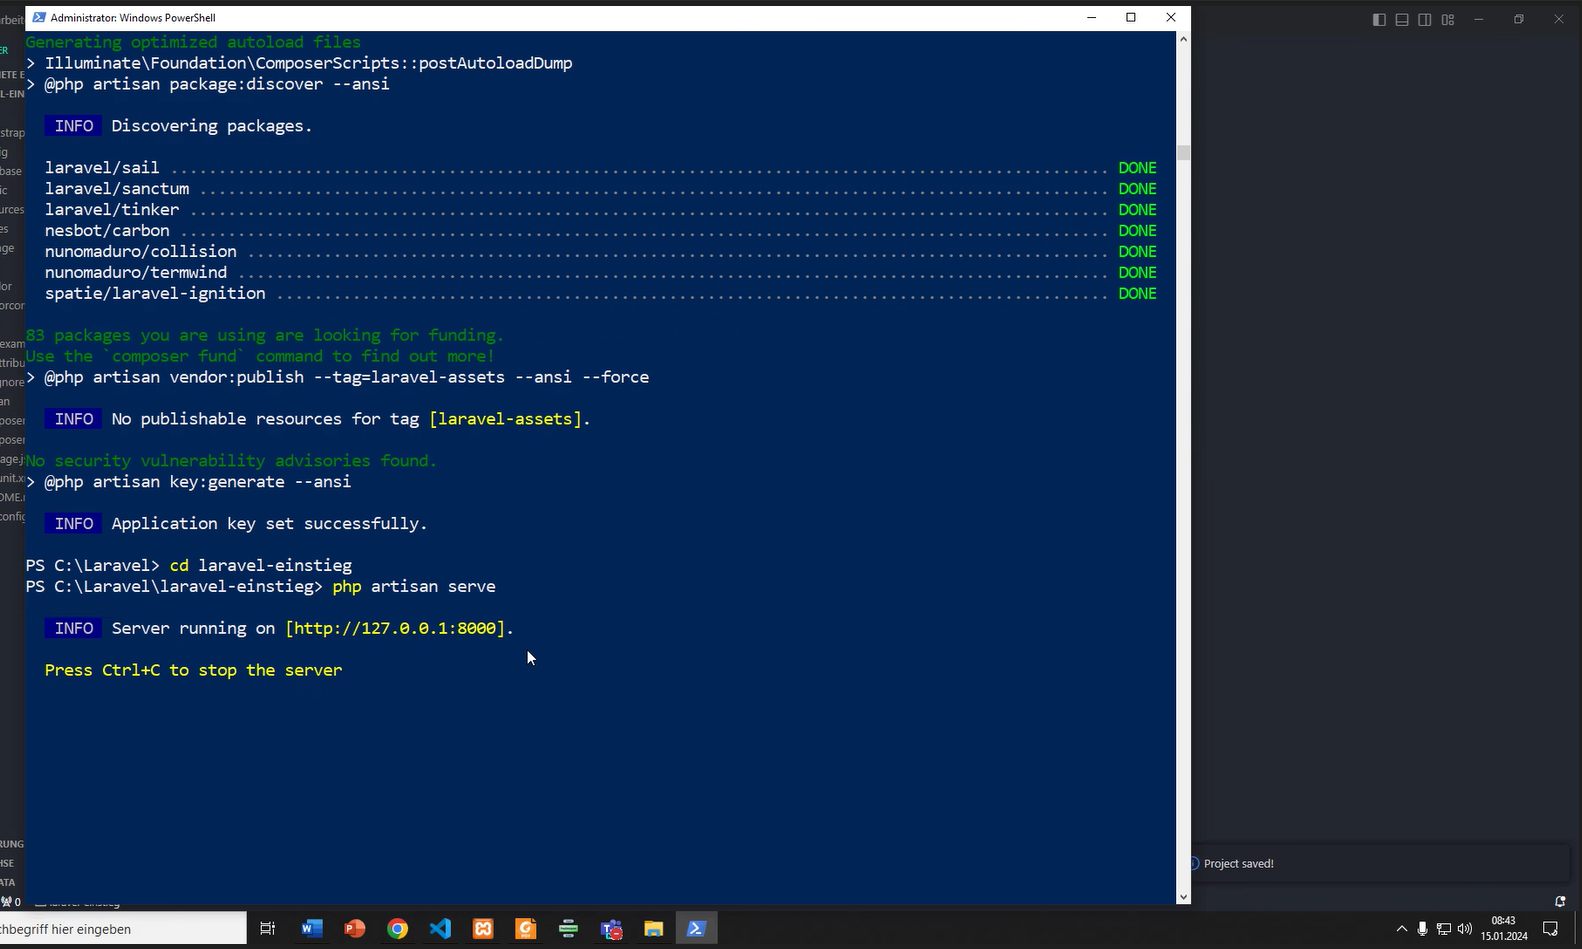 Administrator: Windows PowerShell
Generating optimized autoload files
> Illuminate\Foundation\ComposerScripts::postAutoloadDump
> @php artisan package:discover --ansi
INFO Discovering packages.
laravel/sail ........ DONE
laravel/sanctum ........ DONE
laravel/tinker ........ DONE
nesbot/carbon ........ DONE
nunomaduro/collision ........ DONE
nunomaduro/termwind ........ DONE
spatie/laravel-ignition ........ DONE
83 packages you are using are looking for funding.
Use the `composer fund` command to find out more!
> @php artisan vendor:publish --tag=laravel-assets --ansi --force
INFO No publishable resources for tag [laravel-assets].
No security vulnerability advisories found.
> @php artisan key:generate --ansi
INFO Application key set successfully.
PS C:\Laravel> cd laravel-einstieg
PS C:\Laravel\laravel-einstieg> php artisan serve
INFO Server running on [http://127.0.0.1:8000].
Press Ctrl+C to stop the server
Project saved!
chbegriff hier eingeben
08:43
15.01.2024